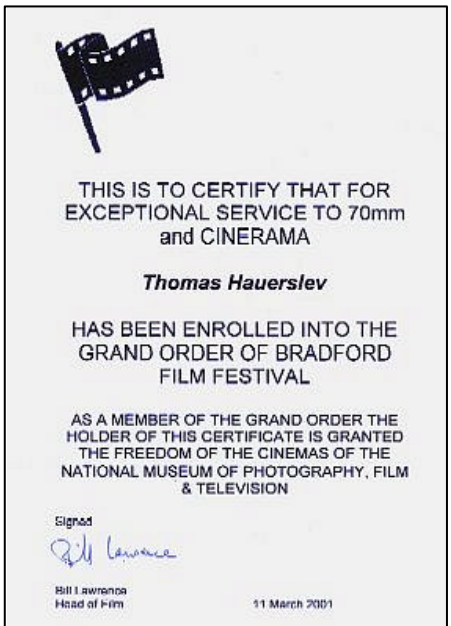 THIS IS TO CERTIFY THAT FOR
EXCEPTIONAL SERVICE TO 70mm
and CINERAMA
Thomas Hauerslev
HAS BEEN ENROLLED INTO THE
GRAND ORDER OF BRADFORD
FILM FESTIVAL
AS A MEMBER OF THE GRAND ORDER THE
HOLDER OF THIS CERTIFICATE IS GRANTED
THE FREEDOM OF THE CINEMAS OF THE
NATIONAL MUSEUM OF PHOTOGRAPHY, FILM
& TELEVISION
Signed
Bill Lawrence
Bill Lawrence
Head of Film 11 March 2001